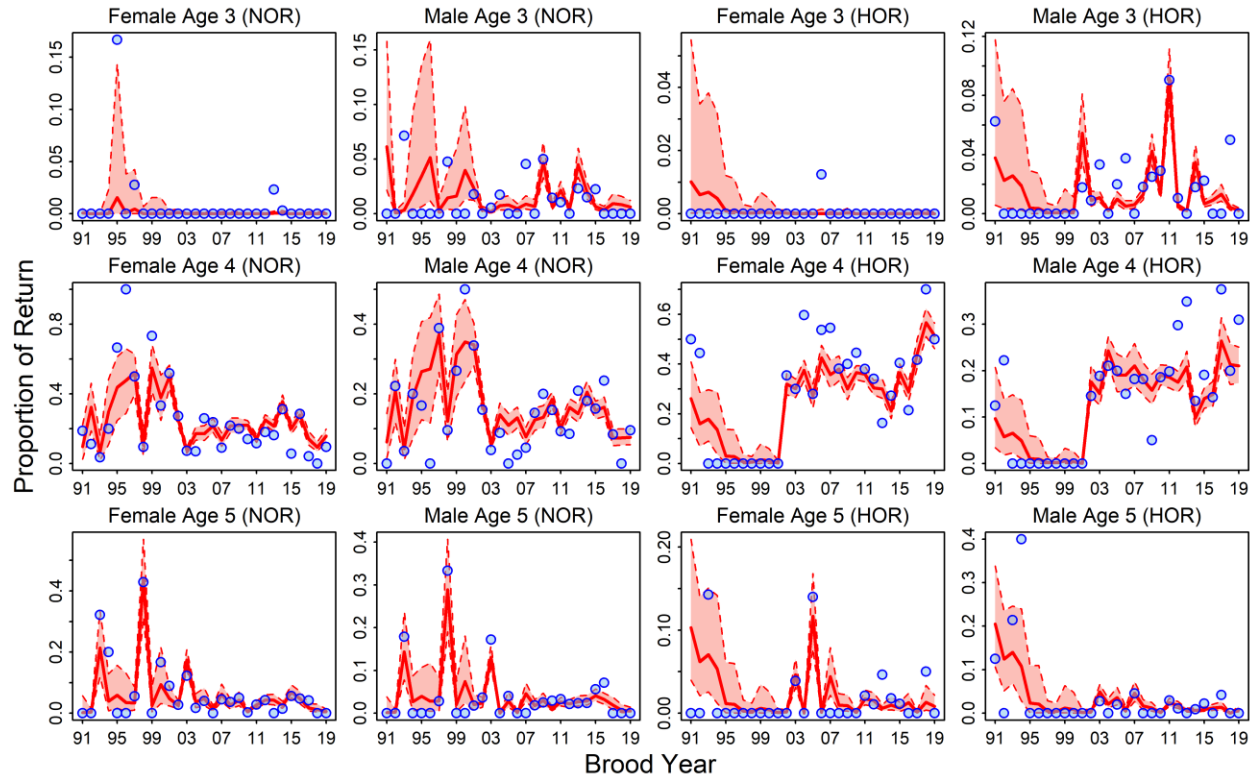 Female Age 3 (NOR) Male Age 3 (NOR) Female Age 3 (HOR) Male Age 3 (HOR)
0.00 0.05 0.10 0.15
0.00 0.05 0.10 0.15
0.00 0.02 0.04
0.00 0.04 0.08 0.12
91 95 99 03 07 11 15 19 91 95 99 03 07 11 15 19 91 95 99 03 07 11 15 19 91 95 99 03 07 11 15 19
Proportion of Return
Female Age 4 (NOR) Male Age 4 (NOR) Female Age 4 (HOR) Male Age 4 (HOR)
0.0 0.4 0.8
0.0 0.2 0.4
0.0 0.2 0.4 0.6
0.0 0.1 0.2 0.3
91 95 99 03 07 11 15 19 91 95 99 03 07 11 15 19 91 95 99 03 07 11 15 19 91 95 99 03 07 11 15 19
Female Age 5 (NOR) Male Age 5 (NOR) Female Age 5 (HOR) Male Age 5 (HOR)
0.0 0.2 0.4
0.0 0.1 0.2 0.3 0.4
0.00 0.10 0.20
0.0 0.1 0.2 0.3 0.4
91 95 99 03 07 11 15 19 91 95 99 03 07 11 15 19 91 95 99 03 07 11 15 19 91 95 99 03 07 11 15 19
Brood Year